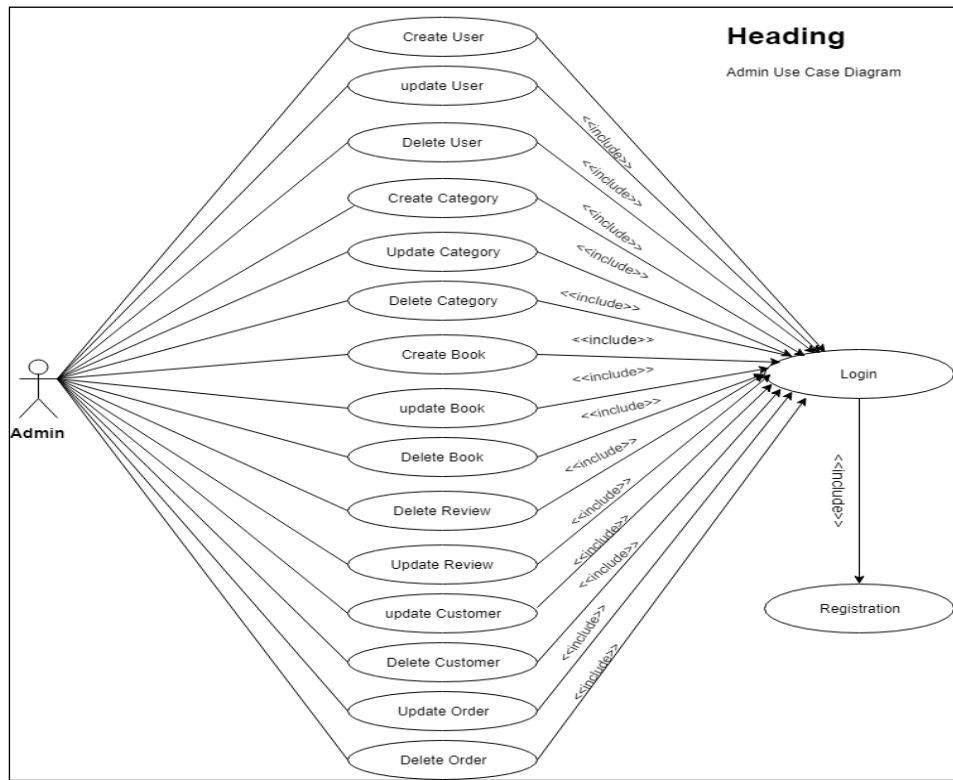 Heading
Admin Use Case Diagram
Create User
update User
Delete User
Create Category
Update Category
Delete Category
Create Book
update Book
Delete Book
Delete Review
Update Review
update Customer
Delete Customer
Update Order
Delete Order
Admin
<<include>>
<<include>>
<<include>>
<<include>>
<<include>>
<<include>>
<<include>>
<<include>>
<<include>>
<<include>>
<<include>>
<<include>>
<<include>>
<<include>>
Login
<<include>>
Registration